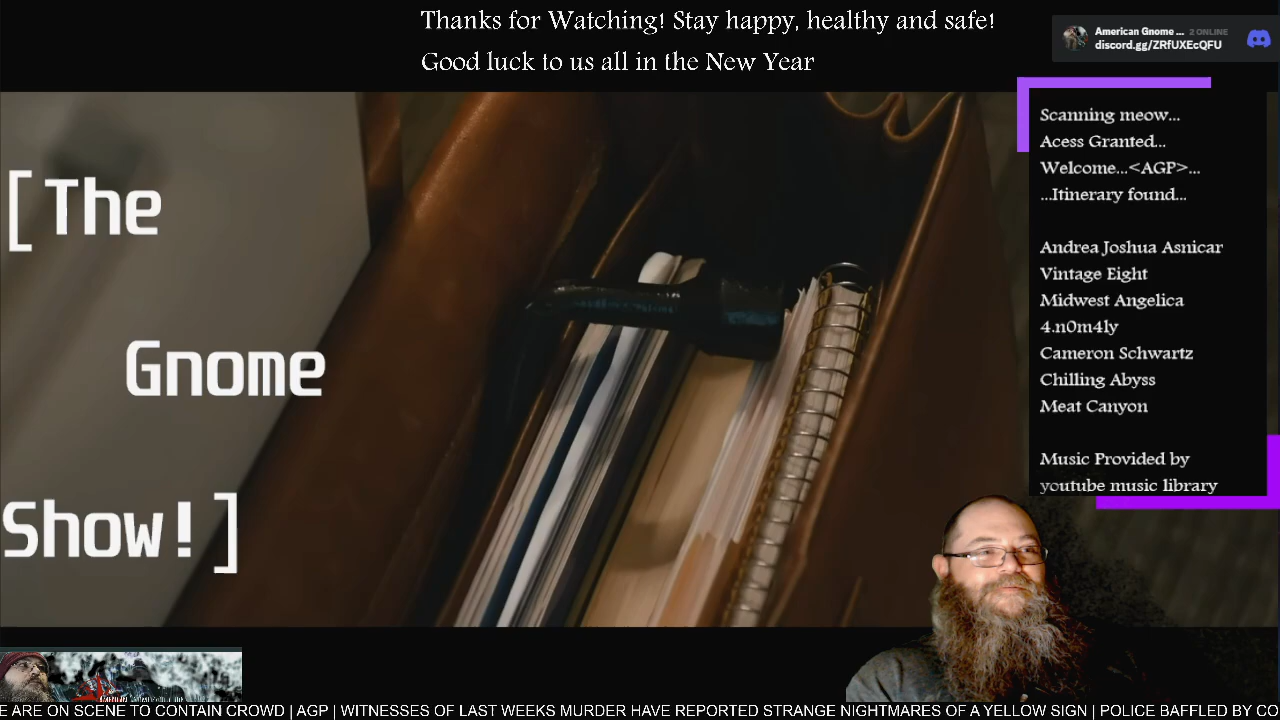 Thanks for Watching! Stay happy, healthy and safe!
Good luck to us all in the New Year
American Gnome ... 2 ONLINE
discord.gg/ZRfUXEcQFU
Scanning meow...
Acess Granted...
Welcome...<AGP>...
...Itinerary found...
Andrea Joshua Asnicar
Vintage Eight
Midwest Angelica
4.n0m4ly
Cameron Schwartz
Chilling Abyss
Meat Canyon
Music Provided by
youtube music library
[The
Gnome
Show!]
E ARE ON SCENE TO CONTAIN CROWD | AGP | WITNESSES OF LAST WEEKS MURDER HAVE REPORTED STRANGE NIGHTMARES OF A YELLOW SIGN | POLICE BAFFLED BY CO